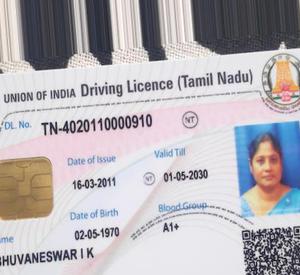 UNION OF INDIA Driving Licence (Tamil Nadu)
DL No. TN-4020110000910 NT
Date of Issue Valid Till
16-03-2011 NT 01-05-2030
Date of Birth Blood Group
02-05-1970 A1+
Name
BHUVANESWAR I K